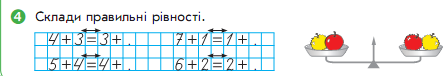 4 Склади правильні рівності.
4+3=3+ . 7+1=1+ .
5+4=4+ . 6+2=2+ .